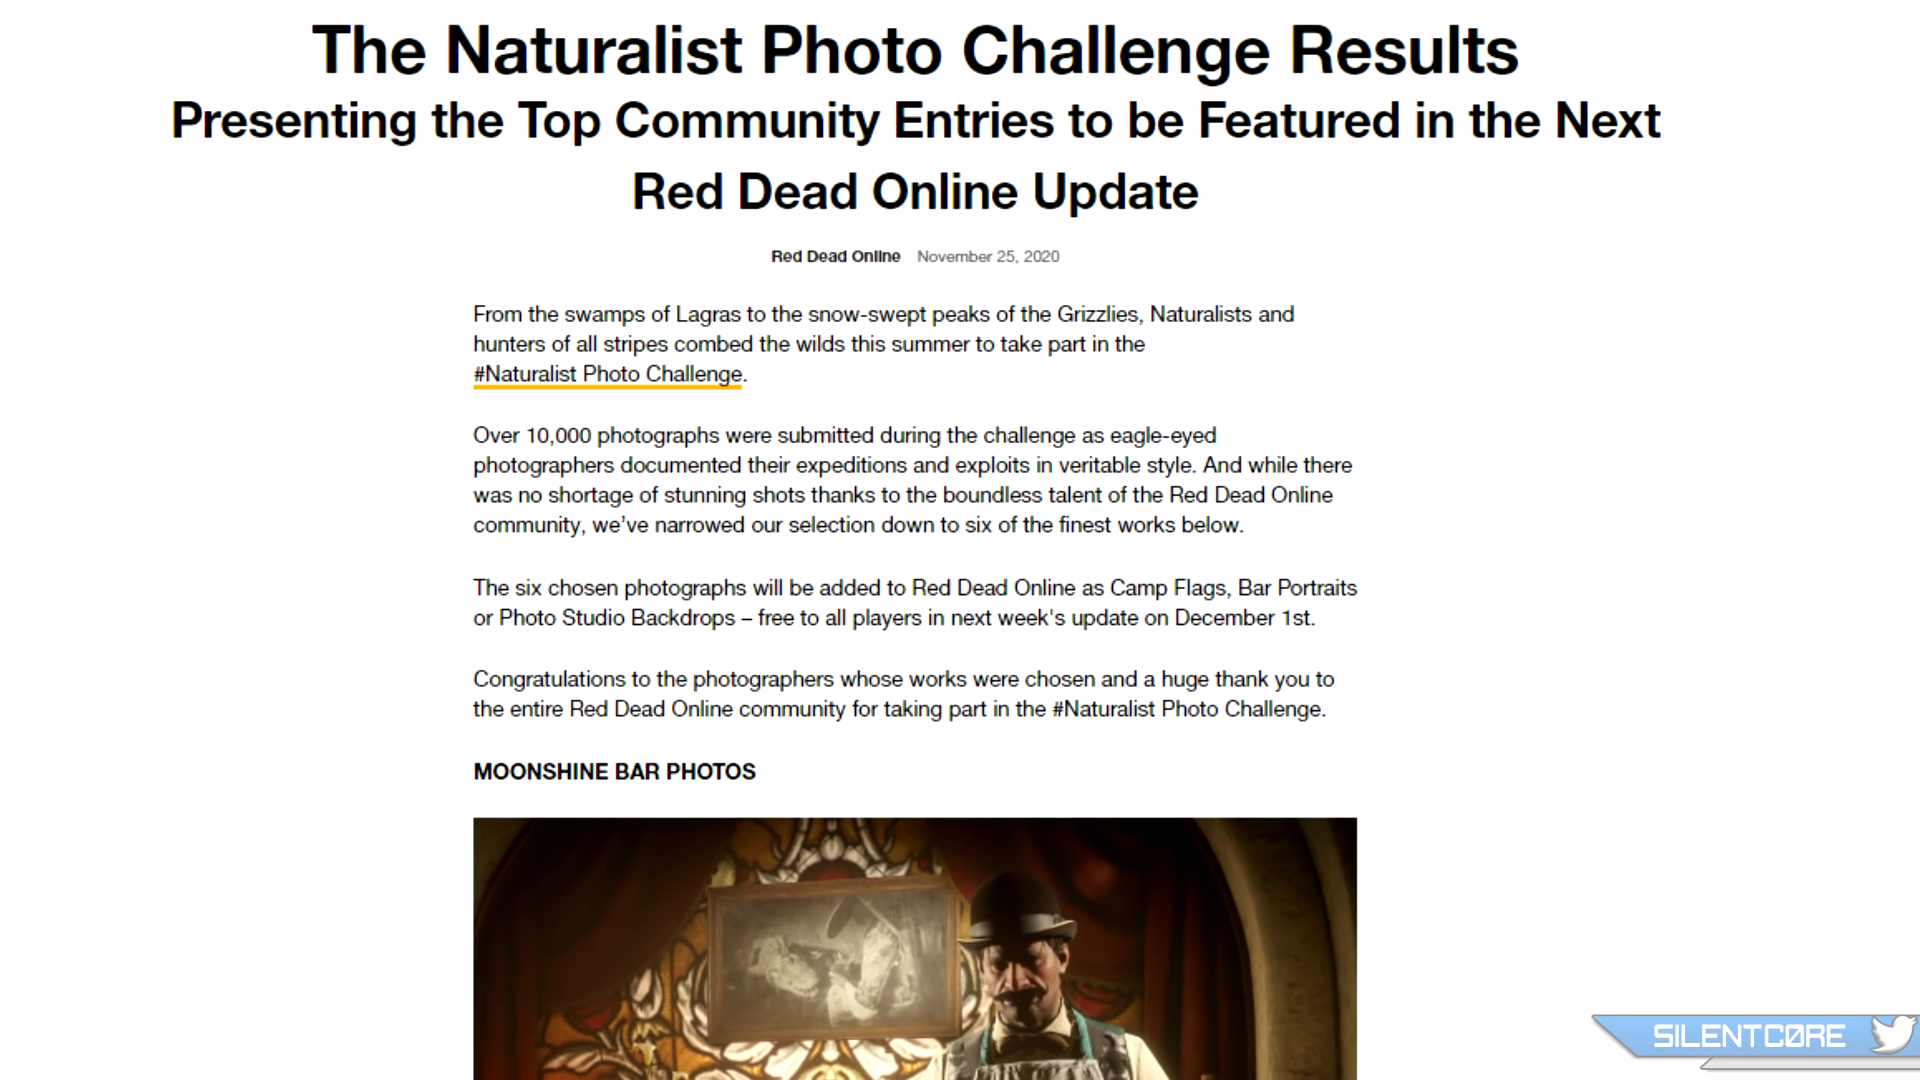 The Naturalist Photo Challenge Results
Presenting the Top Community Entries to be Featured in the Next
Red Dead Online Update
Red Dead Online November 25, 2020
From the swamps of Lagras to the snow-swept peaks of the Grizzlies, Naturalists and
hunters of all stripes combed the wilds this summer to take part in the
#Naturalist Photo Challenge.
Over 10,000 photographs were submitted during the challenge as eagle-eyed
photographers documented their expeditions and exploits in veritable style. And while there
was no shortage of stunning shots thanks to the boundless talent of the Red Dead Online
community, we've narrowed our selection down to six of the finest works below.
The six chosen photographs will be added to Red Dead Online as Camp Flags, Bar Portraits
or Photo Studio Backdrops – free to all players in next week's update on December 1st.
Congratulations to the photographers whose works were chosen and a huge thank you to
the entire Red Dead Online community for taking part in the #Naturalist Photo Challenge.
MOONSHINE BAR PHOTOS
SILENTCØRE